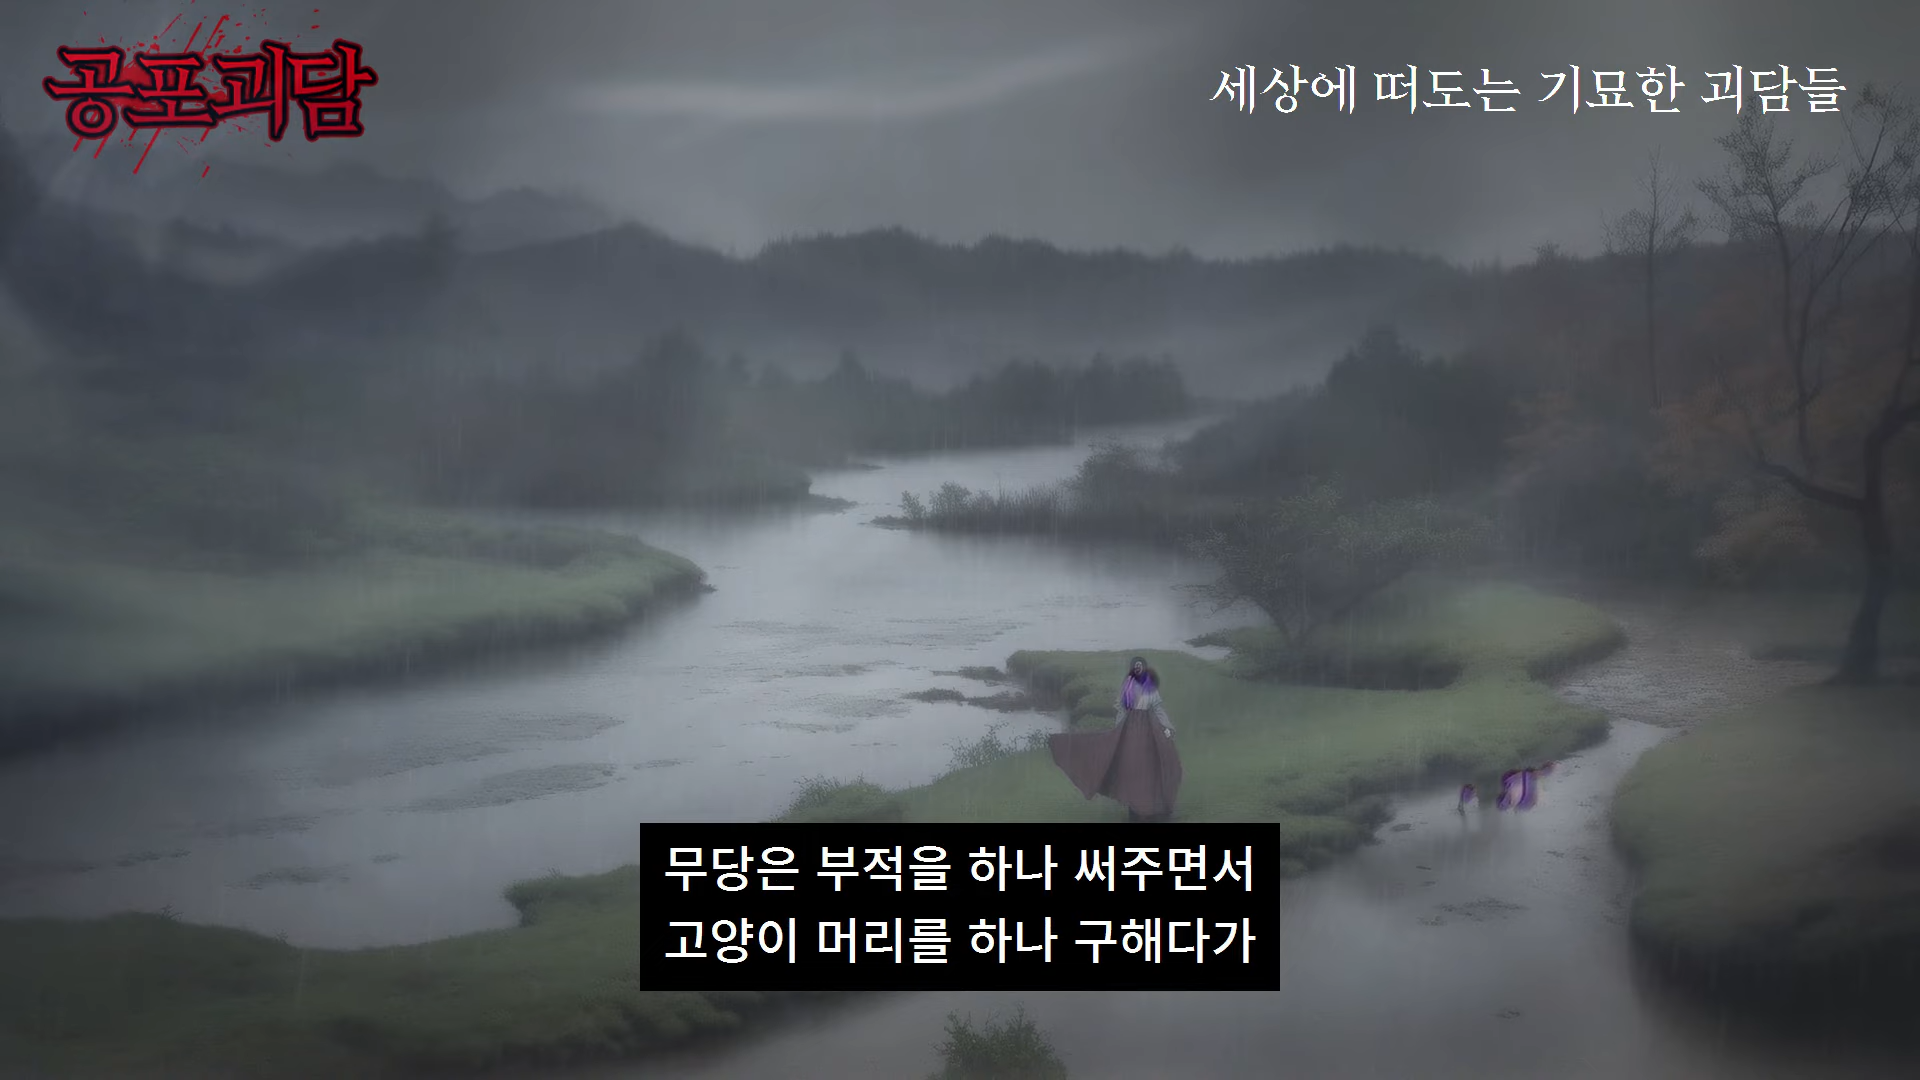 공포괴담
세상에 떠도는 기묘한 괴담들
무당은 부적을 하나 써주면서
고양이 머리를 하나 구해다가